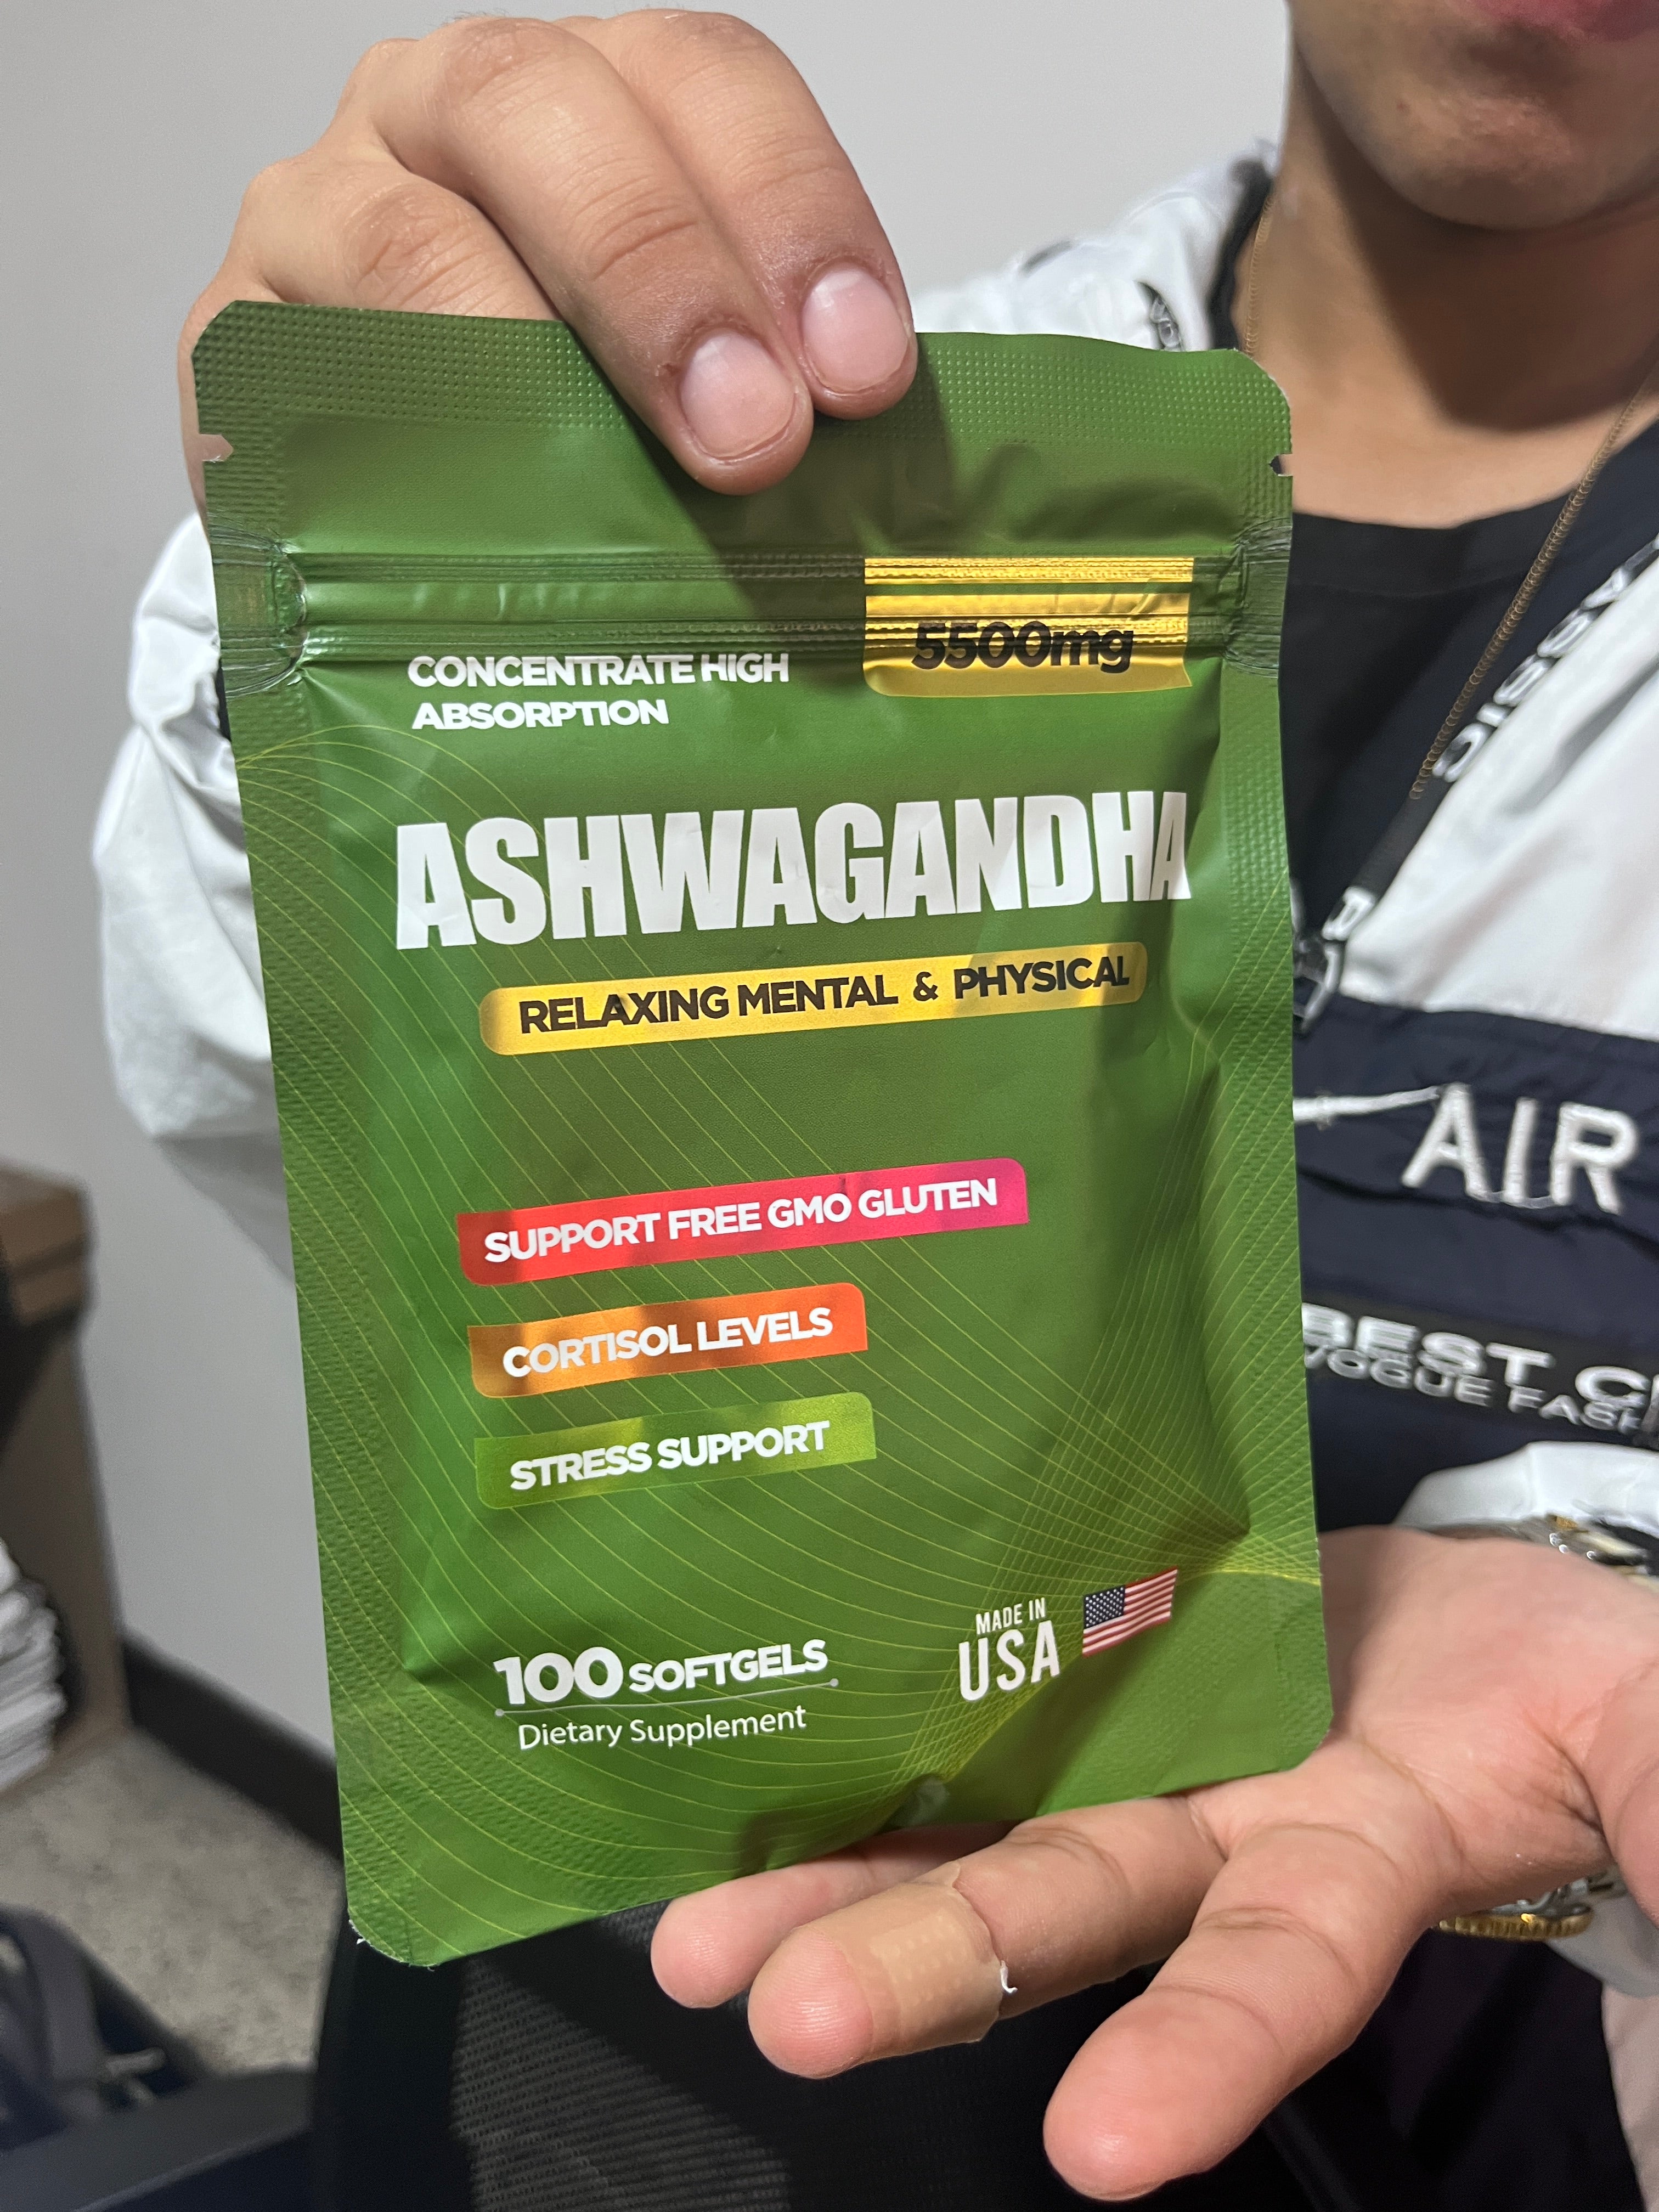 5500mg
CONCENTRATE HIGH
ABSORPTION
ASHWAGANDHA
RELAXING MENTAL & PHYSICAL
SUPPORT FREE GMO GLUTEN
CORTISOL LEVELS
STRESS SUPPORT
100 SOFTGELS
Dietary Supplement
MADE IN
USA
AIR
BEST
VOGUE